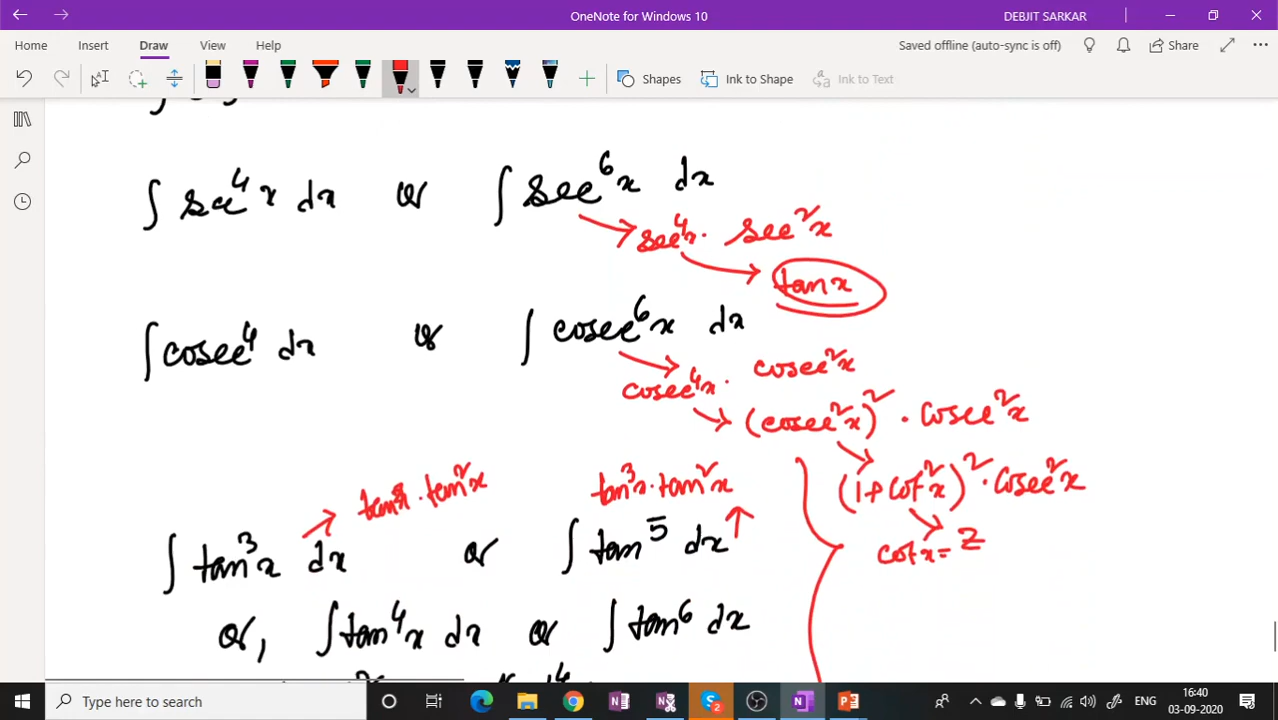 OneNote for Windows 10
DEBJIT SARKAR
Home Insert Draw View Help
Saved offline (auto-sync is off)
Share
Shapes
Ink to Shape
Ink to Text
∫ sec⁴x dx or ∫ sec⁶x dx
sec⁴x · sec²x
tan x
∫ cosec⁴ dx or ∫ cosec⁶x dx
cosec⁴x · cosec²x
(cosec²x)² · cosec²x
tanx · tan²x
tan³x · tan²x
(1+cot²x)² · cosec²x
cot x = z
∫ tan³x dx or ∫ tan⁵ dx
or, ∫ tan⁴x dx or ∫ tan⁶ dx
Type here to search
ENG
16:40
03-09-2020